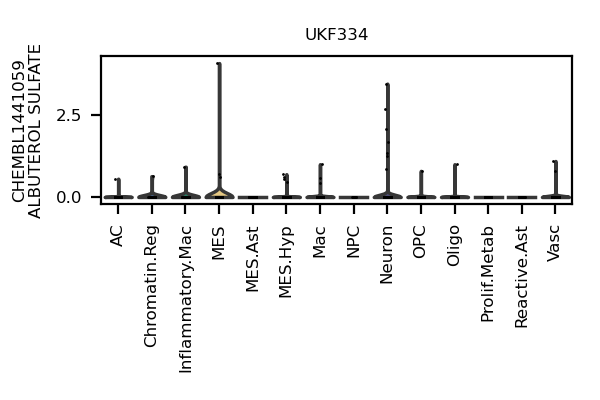 UKF334
CHEMBL1441059
ALBUTEROL SULFATE
2.5
0.0
AC
Chromatin.Reg
Inflammatory.Mac
MES
MES.Ast
MES.Hyp
Mac
NPC
Neuron
OPC
Oligo
Prolif.Metab
Reactive.Ast
Vasc